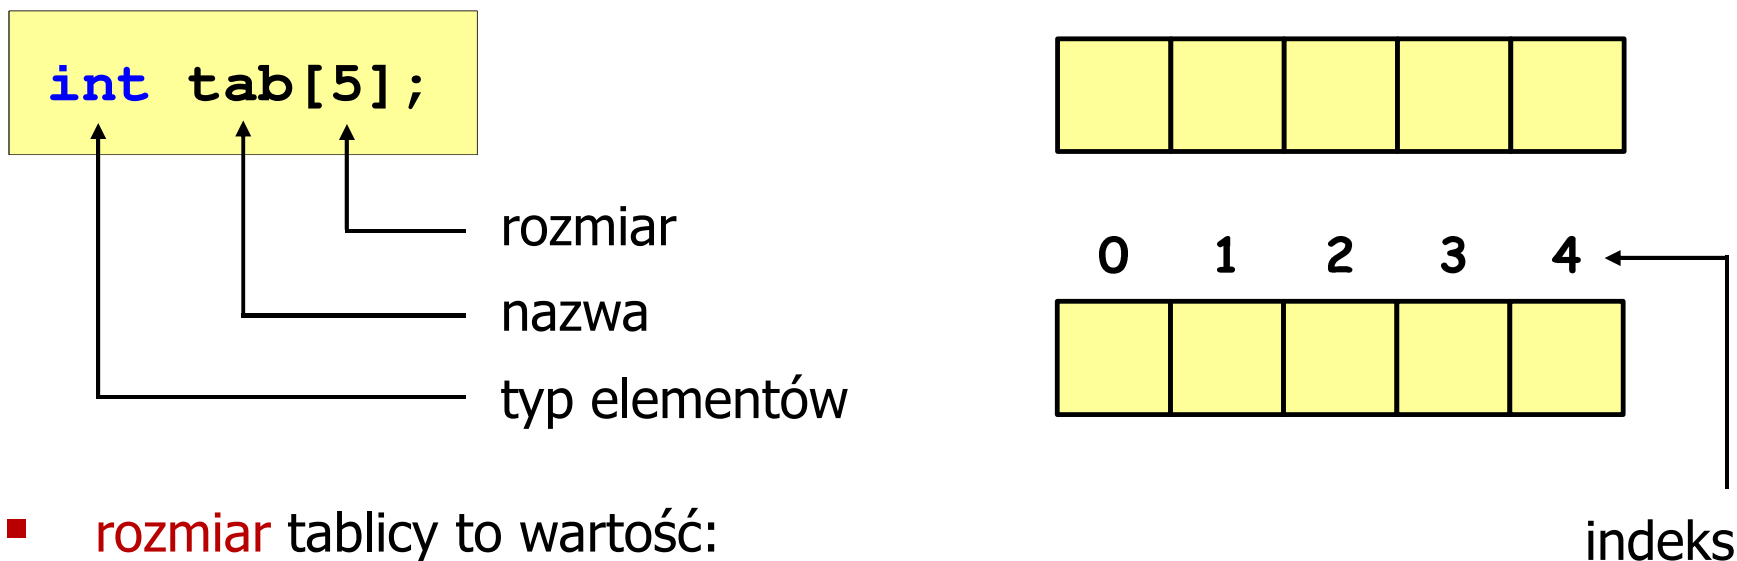 int tab[5];
rozmiar
nazwa
typ elementów
0 1 2 3 4
indeks
rozmiar tablicy to wartość: